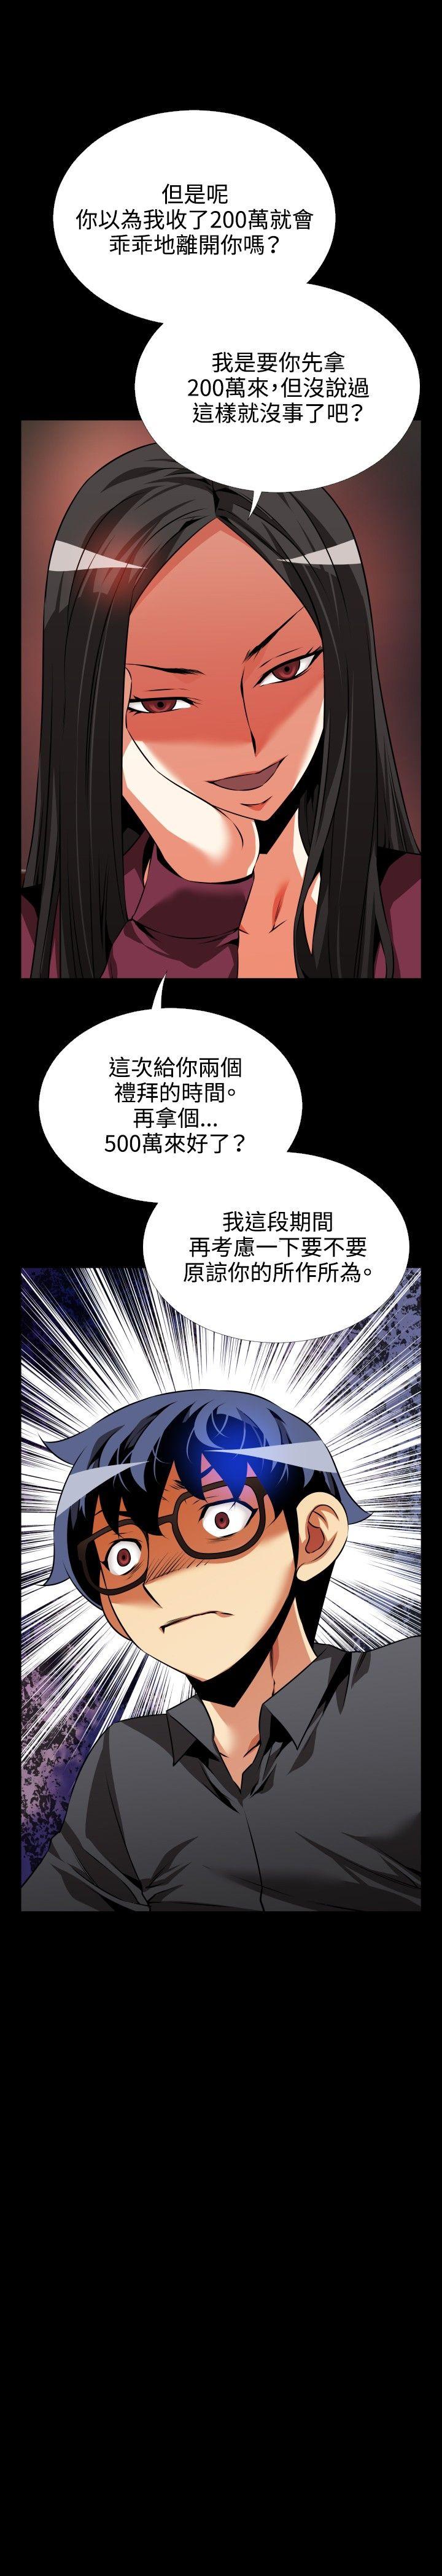 但是呢
你以為我收了200萬就會
乖乖地離開你嗎？
我是要你先拿
200萬來，但沒說過
這樣就沒事了吧？
這次給你兩個
禮拜的時間。
再拿個...
500萬來好了？
我這段期間
再考慮一下要不要
原諒你的所作所為。